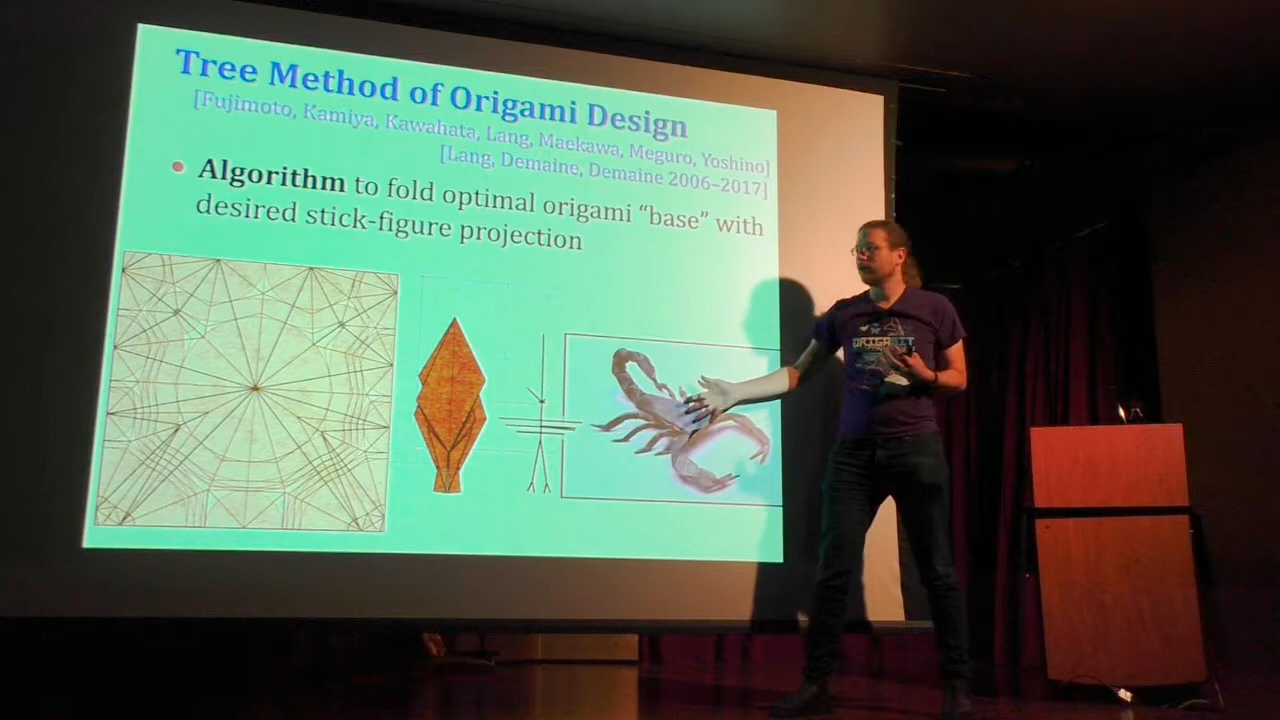 Tree Method of Origami Design
[Fujimoto, Kamiya, Kawahata, Lang, Maekawa, Meguro, Yoshino]
[Lang, Demaine, Demaine 2006–2017]
• Algorithm to fold optimal origami “base” with
desired stick-figure projection
ORIGAMIT